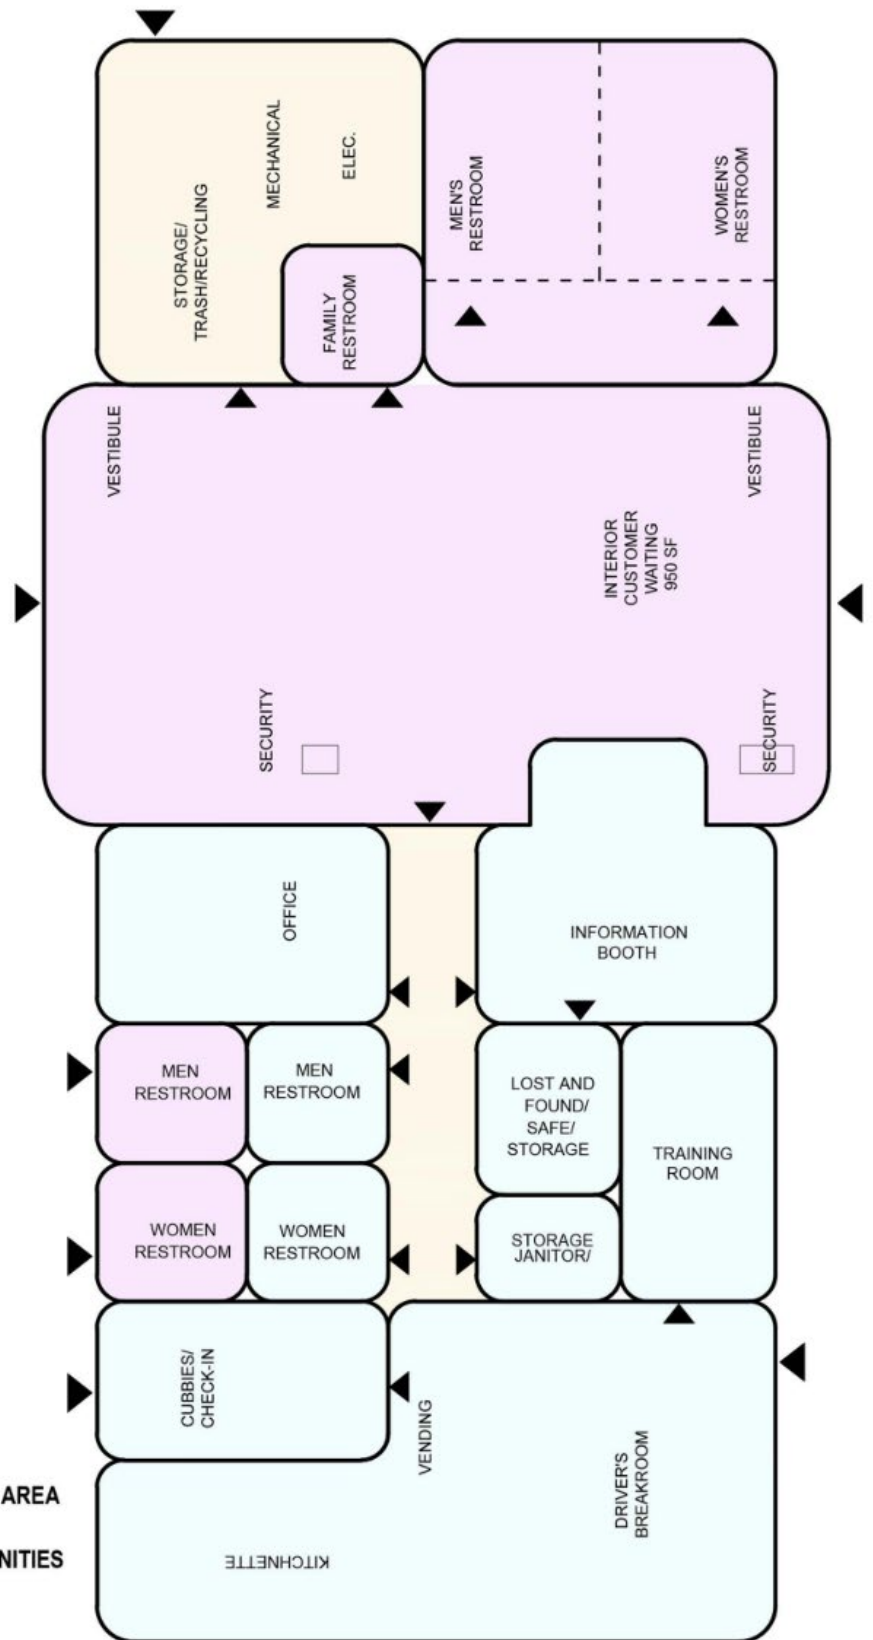 MECHANICAL
ELEC.
STORAGE/
TRASH/RECYCLING
FAMILY
RESTROOM
MEN'S
RESTROOM
WOMEN'S
RESTROOM
VESTIBULE
VESTIBULE
INTERIOR
CUSTOMER
WAITING
950 SF
SECURITY
SECURITY
OFFICE
INFORMATION
BOOTH
MEN
RESTROOM
MEN
RESTROOM
LOST AND
FOUND/
SAFE/
STORAGE
TRAINING
ROOM
WOMEN
RESTROOM
WOMEN
RESTROOM
STORAGE
JANITOR/
CUBBIES/
CHECK-IN
VENDING
DRIVER'S
BREAKROOM
KITCHNETTE
AREA
NITIES